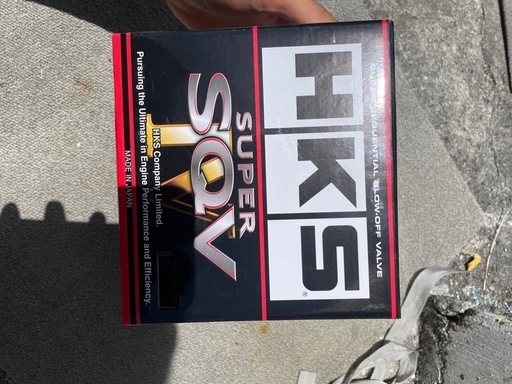 SUPER SEQUENTIAL BLOW-OFF VALVE
HKS®
SUPER
SQV
IV
HKS Company Limited.
Pursuing the Ultimate in Engine Performance and Efficiency.
MADE IN JAPAN